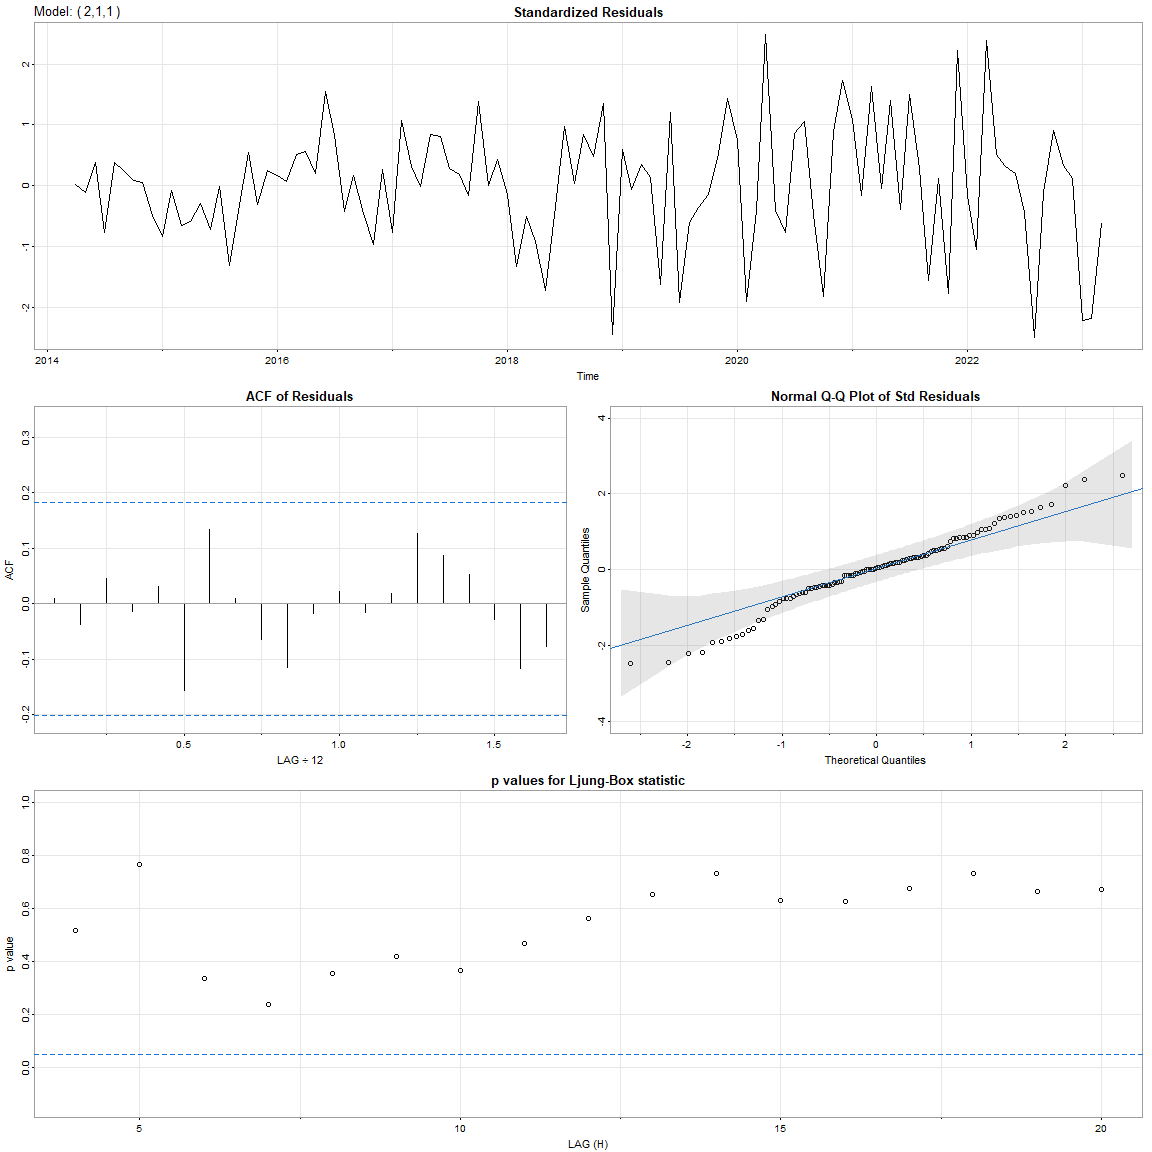 Model: ( 2,1,1 )
Standardized Residuals
2
1
0
-1
-2
2014 2016 2018 2020 2022
Time
ACF of Residuals
0.3
0.2
0.1
0.0
-0.1
-0.2
ACF
0.5 1.0 1.5
LAG ÷ 12
Normal Q-Q Plot of Std Residuals
4
2
0
-2
-4
Sample Quantiles
-2 -1 0 1 2
Theoretical Quantiles
p values for Ljung-Box statistic
1.0
0.8
0.6
0.4
0.2
0.0
p value
5 10 15 20
LAG (H)